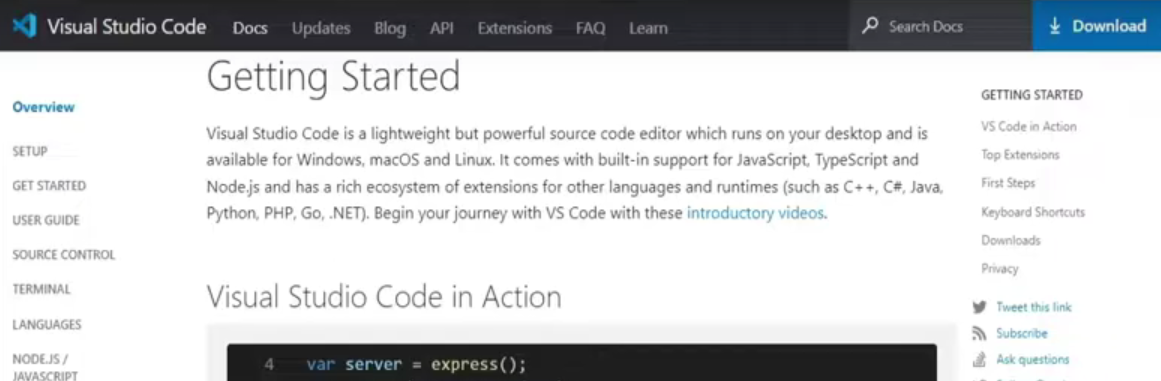 Visual Studio Code Docs Updates Blog API Extensions FAQ Learn Search Docs Download
Overview
SETUP
GET STARTED
USER GUIDE
SOURCE CONTROL
TERMINAL
LANGUAGES
NODE.JS /
JAVASCRIPT
Getting Started
Visual Studio Code is a lightweight but powerful source code editor which runs on your desktop and is
available for Windows, macOS and Linux. It comes with built-in support for JavaScript, TypeScript and
Node.js and has a rich ecosystem of extensions for other languages and runtimes (such as C++, C#, Java,
Python, PHP, Go, .NET). Begin your journey with VS Code with these introductory videos.
Visual Studio Code in Action
4 var server = express();
GETTING STARTED
VS Code in Action
Top Extensions
First Steps
Keyboard Shortcuts
Downloads
Privacy
Tweet this link
Subscribe
Ask questions